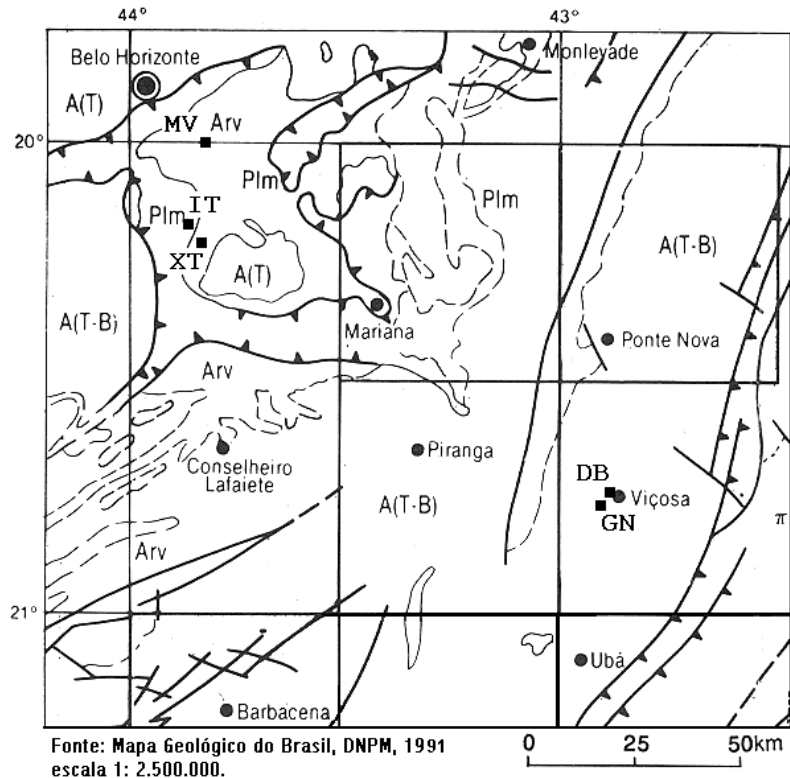 44°
43°
Belo Horizonte
Monlevade
A(T)
MV
Arv
20°
Plm
Plm
Plm
IT
XT
A(T)
A(T-B)
A(T-B)
Mariana
Ponte Nova
Arv
Conselheiro
Lafaiete
Piranga
DB
Viçosa
GN
A(T-B)
π
Arv
21°
Ubá
Barbacena
Fonte: Mapa Geológico do Brasil, DNPM, 1991
escala 1: 2.500.000.
0 25 50km